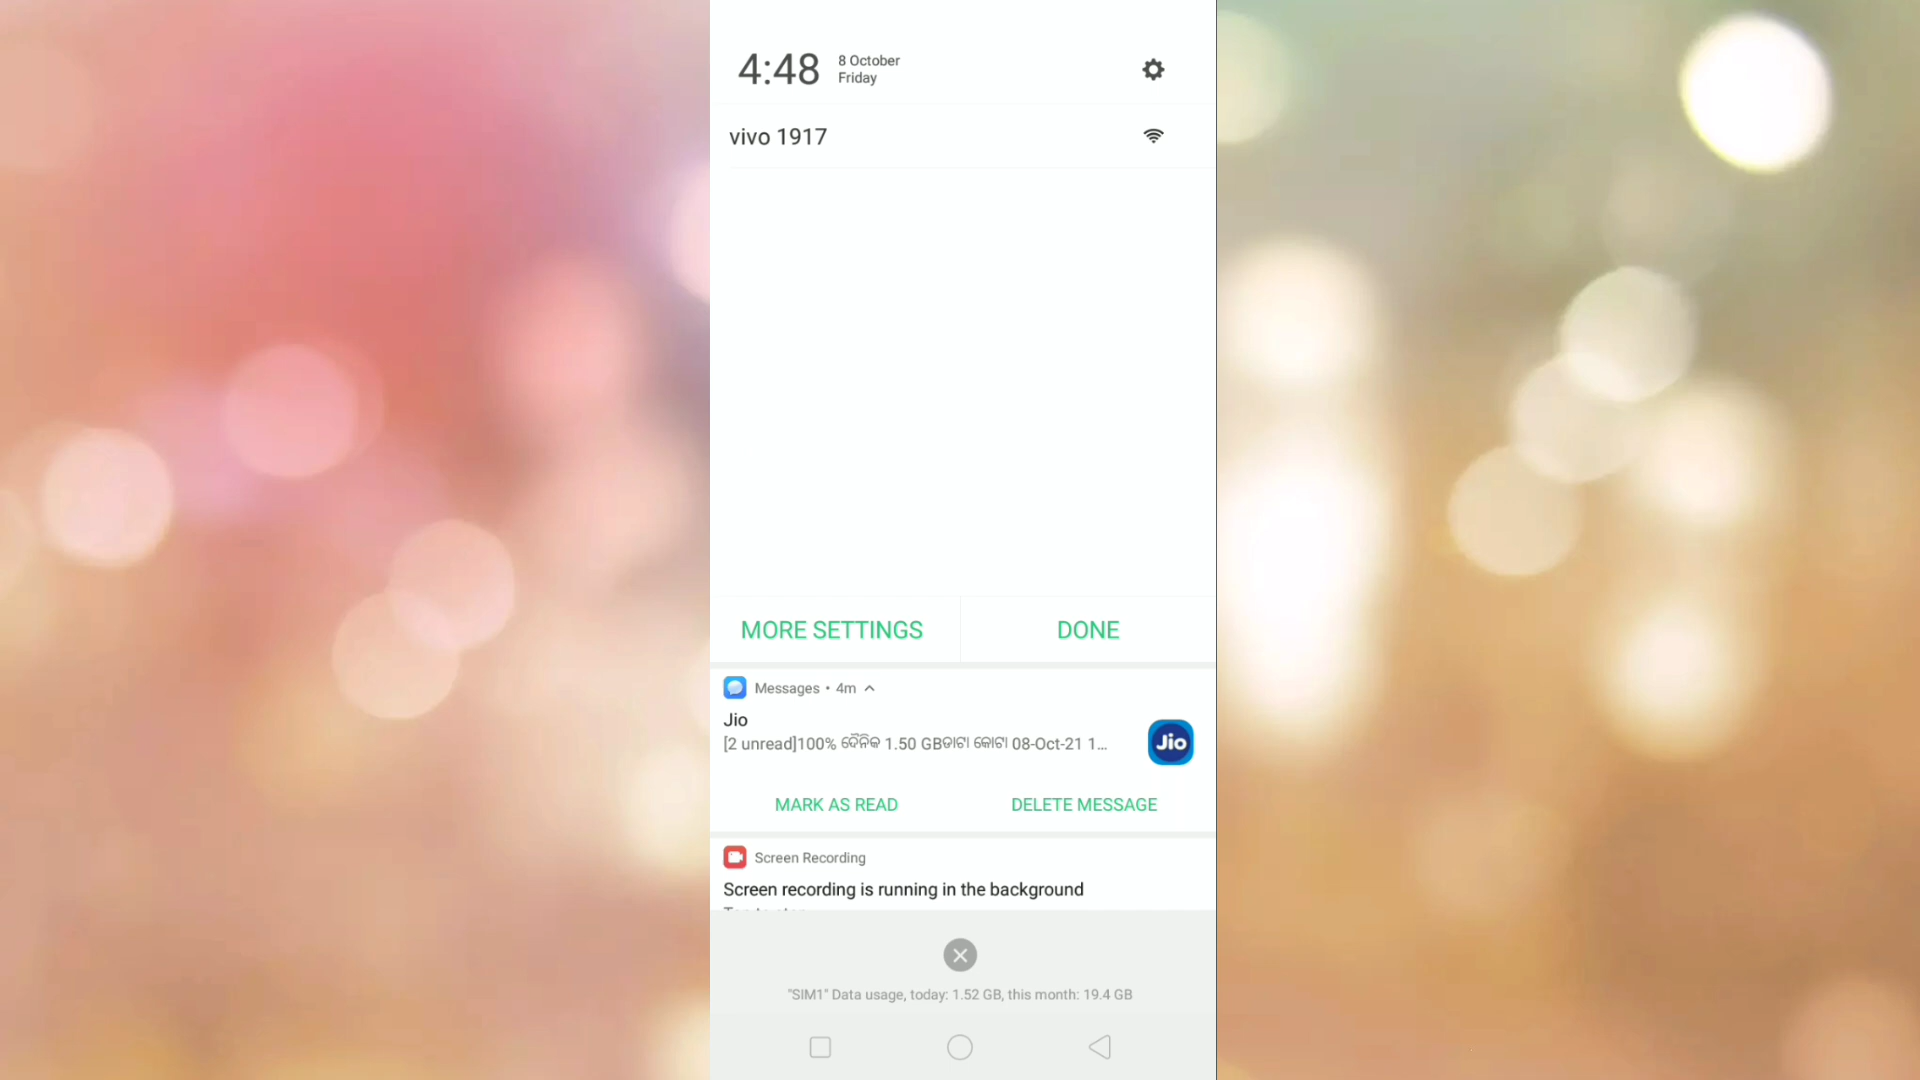 4:48
8 October
Friday
vivo 1917
MORE SETTINGS
DONE
Messages • 4m
Jio
[2 unread]100% ଦୈନିକ 1.50 GBଡାଟା କୋଟା 08-Oct-21 1...
Jio
MARK AS READ
DELETE MESSAGE
Screen Recording
Screen recording is running in the background
"SIM1" Data usage, today: 1.52 GB, this month: 19.4 GB